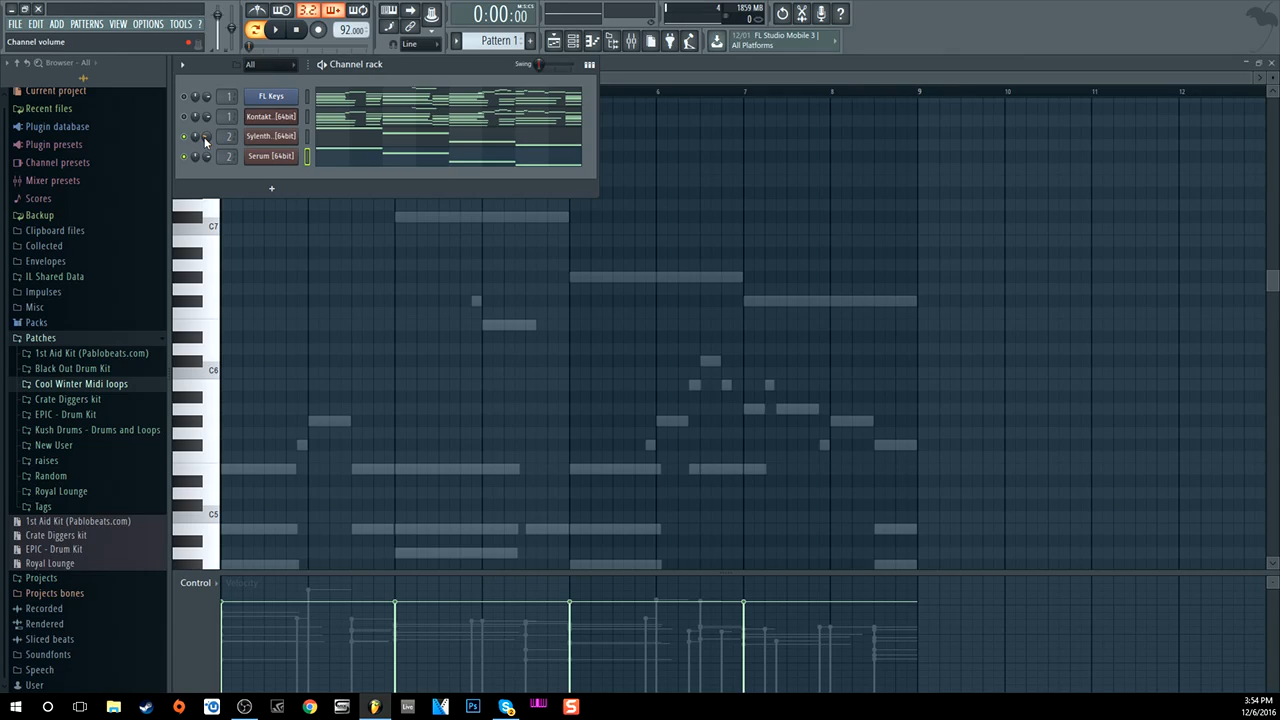 FILE EDIT ADD PATTERNS VIEW OPTIONS TOOLS ?
3.2
0:00:00
4
1859 MB
0
Channel volume
92.000
Line
Pattern 1
12/01 FL Studio Mobile 3 |
All Platforms
Browser - All
All
Channel rack
Swing
Current project
Recent files
Plugin database
Plugin presets
Channel presets
Mixer presets
Scores
Backup
Clipboard files
Collected
Envelopes
IL Shared Data
Impulses
Misc
Packs
Patches
1st Aid Kit (Pablobeats.com)
Black Out Drum Kit
Cool Winter Midi loops
Crate Diggers kit
EPIC - Drum Kit
Kush Drums - Drums and Loops
New User
raises
Random
Royal Lounge
Tags
1st Aid Kit (Pablobeats.com)
Crate Diggers kit
EPIC - Drum Kit
Royal Lounge
Projects
Projects bones
Recorded
Rendered
Sliced beats
Soundfonts
Speech
User
1 FL Keys
1 Kontakt..[64bit]
2 Sylenth..[64bit]
2 Serum [64bit]
+
6 7 8 9 10 11 12
C7
C6
C5
Control
Velocity
Live
Ps
3:54 PM
12/6/2016